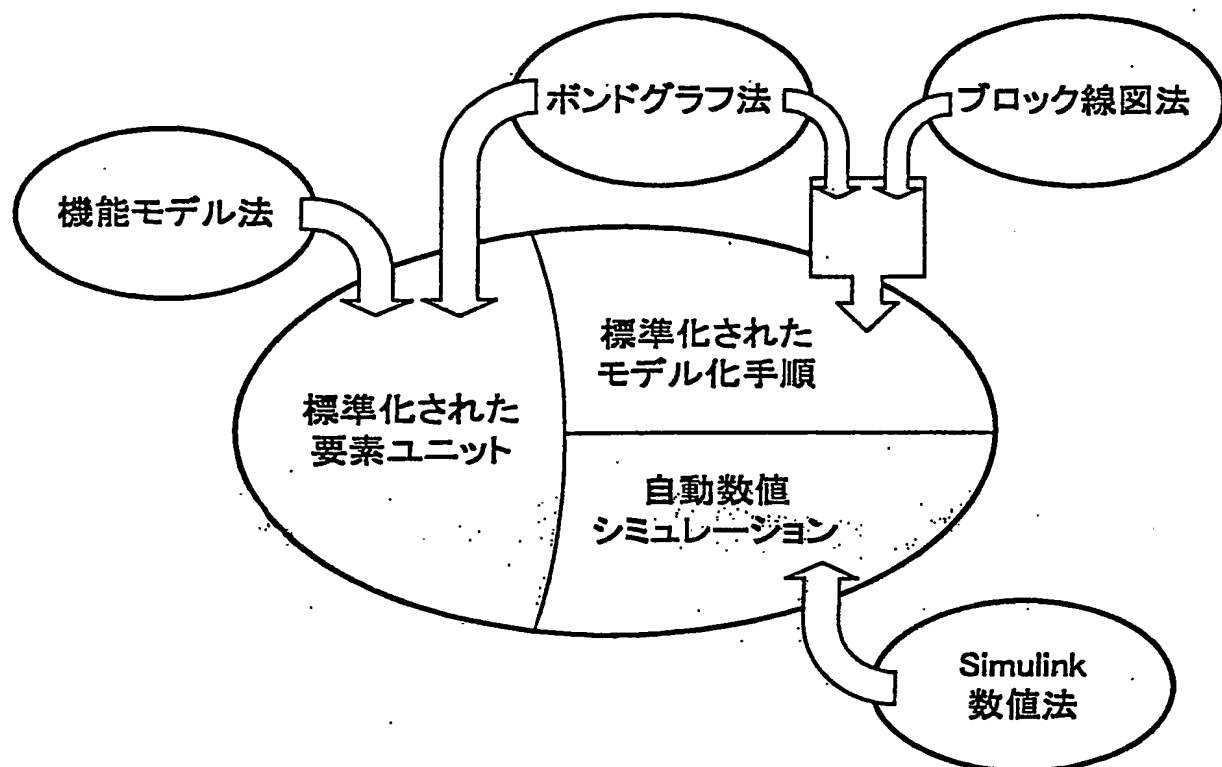 ボンドグラフ法
ブロック線図法
機能モデル法
標準化された
モデル化手順
標準化された
要素ユニット
自動数値
シミュレーション
Simulink
数値法